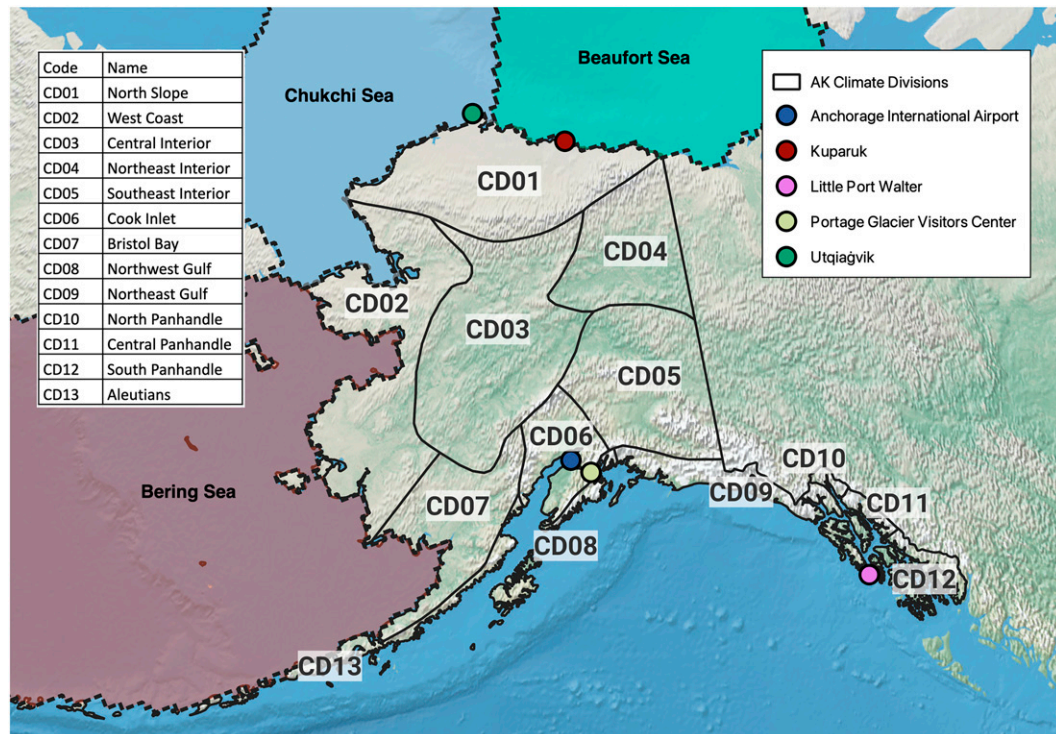 Code Name
CD01 North Slope
CD02 West Coast
CD03 Central Interior
CD04 Northeast Interior
CD05 Southeast Interior
CD06 Cook Inlet
CD07 Bristol Bay
CD08 Northwest Gulf
CD09 Northeast Gulf
CD10 North Panhandle
CD11 Central Panhandle
CD12 South Panhandle
CD13 Aleutians
Chukchi Sea
Beaufort Sea
AK Climate Divisions
Anchorage International Airport
Kuparuk
Little Port Walter
Portage Glacier Visitors Center
Utqiaġvik
CD01
CD04
CD02
CD03
CD05
CD06
Bering Sea
CD07
CD10
CD09
CD11
CD08
CD12
CD13